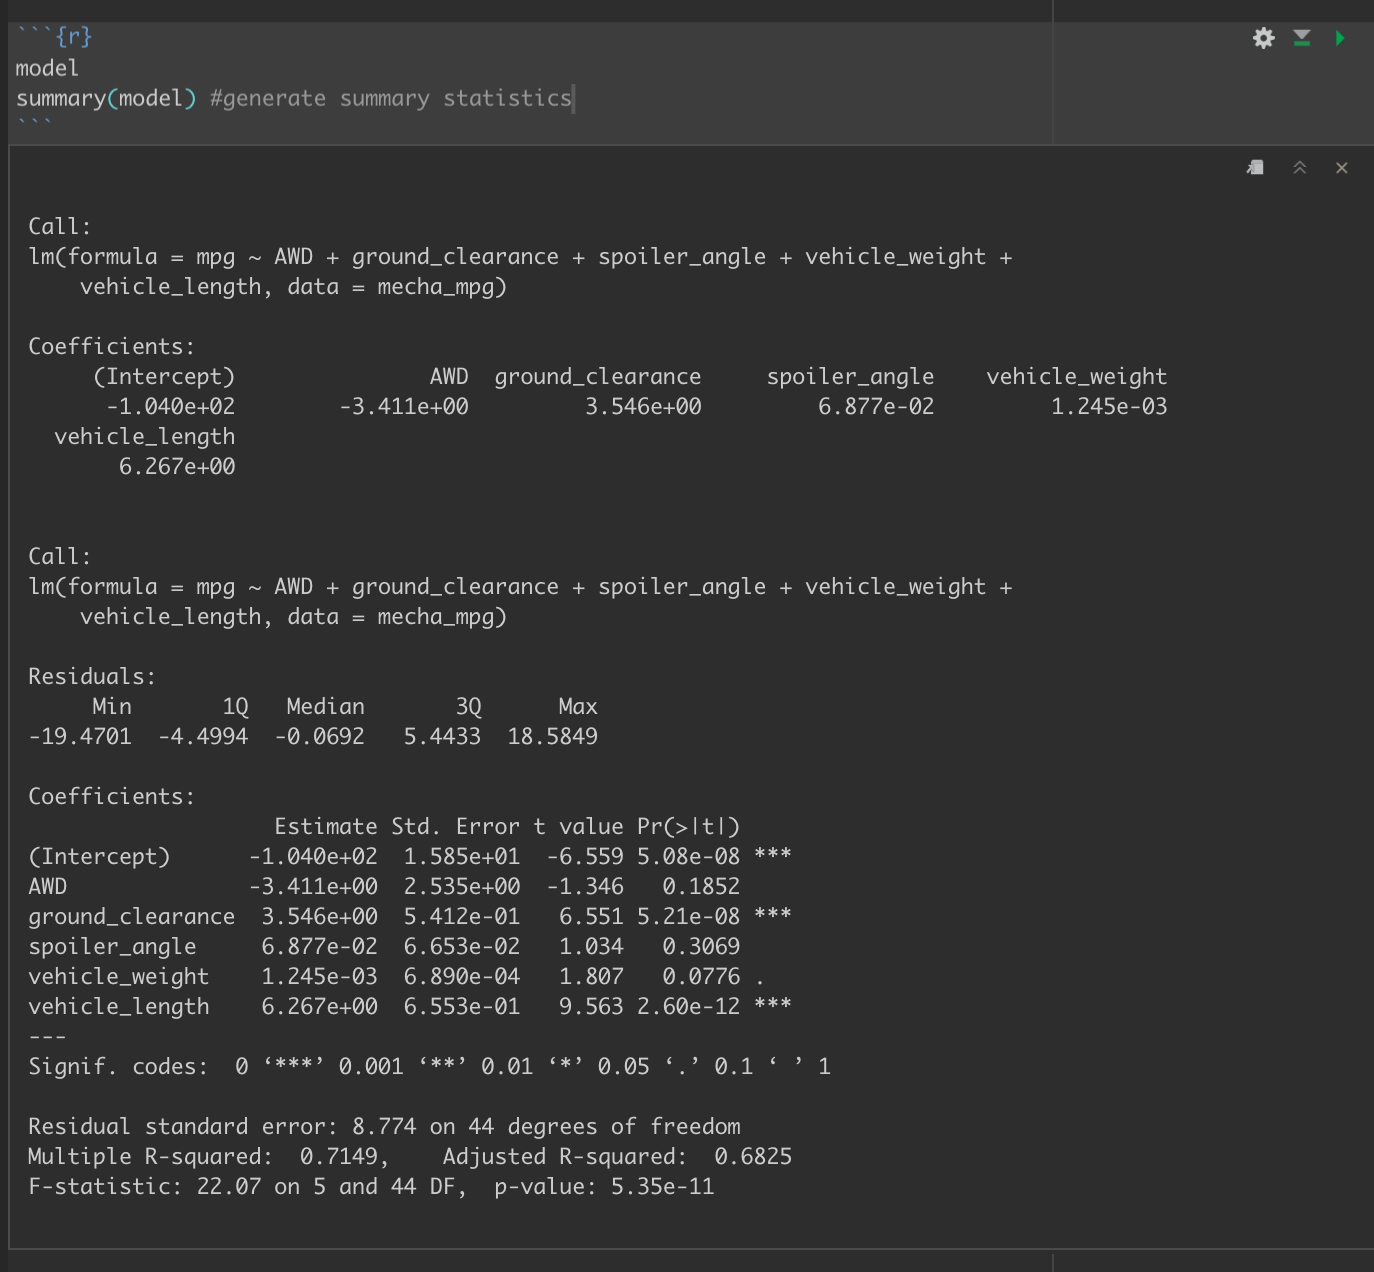 ```{r}
model
summary(model) #generate summary statistics
```
Call:
lm(formula = mpg ~ AWD + ground_clearance + spoiler_angle + vehicle_weight +
    vehicle_length, data = mecha_mpg)
Coefficients:
     (Intercept)               AWD  ground_clearance     spoiler_angle    vehicle_weight
      -1.040e+02        -3.411e+00         3.546e+00         6.877e-02         1.245e-03
  vehicle_length
       6.267e+00
Call:
lm(formula = mpg ~ AWD + ground_clearance + spoiler_angle + vehicle_weight +
    vehicle_length, data = mecha_mpg)
Residuals:
     Min       1Q   Median       3Q      Max
-19.4701  -4.4994  -0.0692   5.4433  18.5849
Coefficients:
                   Estimate Std. Error t value Pr(>|t|)
(Intercept)      -1.040e+02  1.585e+01  -6.559 5.08e-08 ***
AWD              -3.411e+00  2.535e+00  -1.346   0.1852
ground_clearance  3.546e+00  5.412e-01   6.551 5.21e-08 ***
spoiler_angle     6.877e-02  6.653e-02   1.034   0.3069
vehicle_weight    1.245e-03  6.890e-04   1.807   0.0776 .
vehicle_length    6.267e+00  6.553e-01   9.563 2.60e-12 ***
---
Signif. codes:  0 ‘***’ 0.001 ‘**’ 0.01 ‘*’ 0.05 ‘.’ 0.1 ‘ ’ 1
Residual standard error: 8.774 on 44 degrees of freedom
Multiple R-squared:  0.7149,    Adjusted R-squared:  0.6825
F-statistic: 22.07 on 5 and 44 DF,  p-value: 5.35e-11